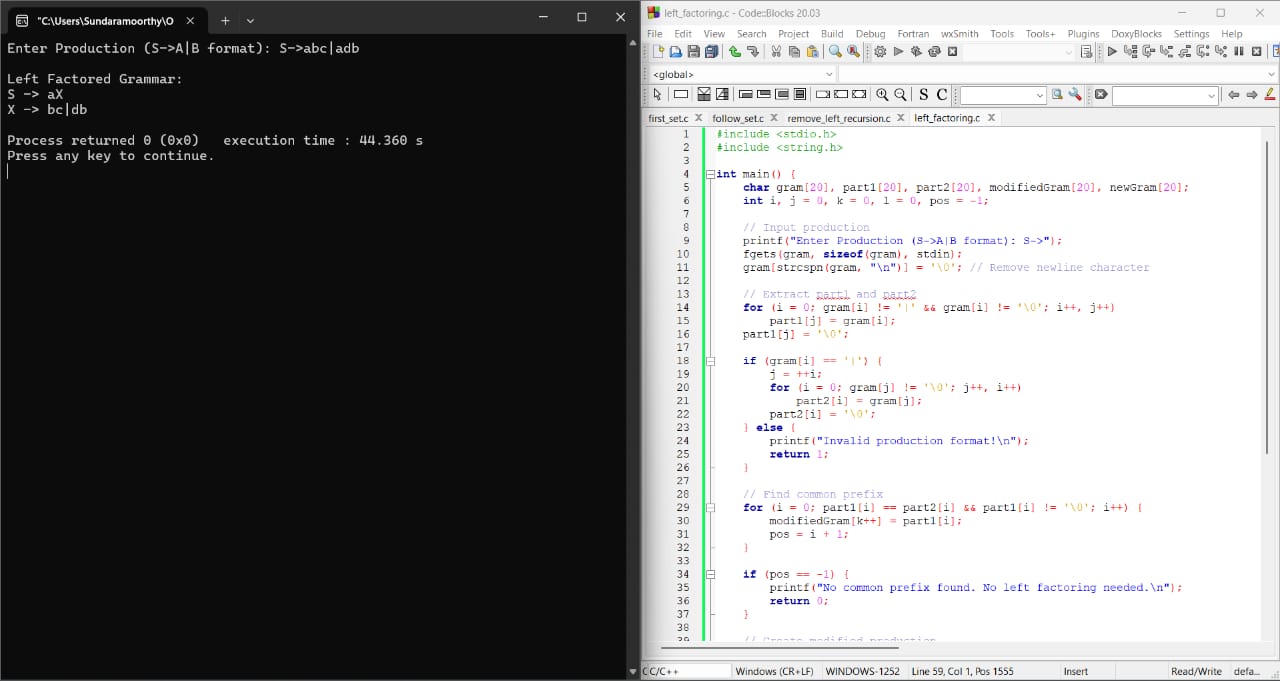 "C:\Users\Sundaramoorthy\O
Enter Production (S->A|B format): S->abc|adb
Left Factored Grammar:
S -> aX
X -> bc|db
Process returned 0 (0x0)   execution time : 44.360 s
Press any key to continue.
left_factoring.c - Code::Blocks 20.03
File Edit View Search Project Build Debug Fortran wxSmith Tools Tools+ Plugins DoxyBlocks Settings Help
<global>
S C
first_set.c X follow_set.c X remove_left_recursion.c X left_factoring.c X
1 #include <stdio.h>
2 #include <string.h>
3
4 int main() {
5     char gram[20], part1[20], part2[20], modifiedGram[20], newGram[20];
6     int i, j = 0, k = 0, l = 0, pos = -1;
7
8     // Input production
9     printf("Enter Production (S->A|B format): S->");
10     fgets(gram, sizeof(gram), stdin);
11     gram[strcspn(gram, "\n")] = '\0'; // Remove newline character
12
13     // Extract part1 and part2
14     for (i = 0; gram[i] != '|' && gram[i] != '\0'; i++, j++)
15         part1[j] = gram[i];
16     part1[j] = '\0';
17
18     if (gram[i] == '|') {
19         j = ++i;
20         for (i = 0; gram[j] != '\0'; j++, i++)
21             part2[i] = gram[j];
22         part2[i] = '\0';
23     } else {
24         printf("Invalid production format!\n");
25         return 1;
26     }
27
28     // Find common prefix
29     for (i = 0; part1[i] == part2[i] && part1[i] != '\0'; i++) {
30         modifiedGram[k++] = part1[i];
31         pos = i + 1;
32     }
33
34     if (pos == -1) {
35         printf("No common prefix found. No left factoring needed.\n");
36         return 0;
37     }
38
39     // Create modified production
C/C++ Windows (CR+LF) WINDOWS-1252 Line 59, Col 1, Pos 1555 Insert Read/Write defa...